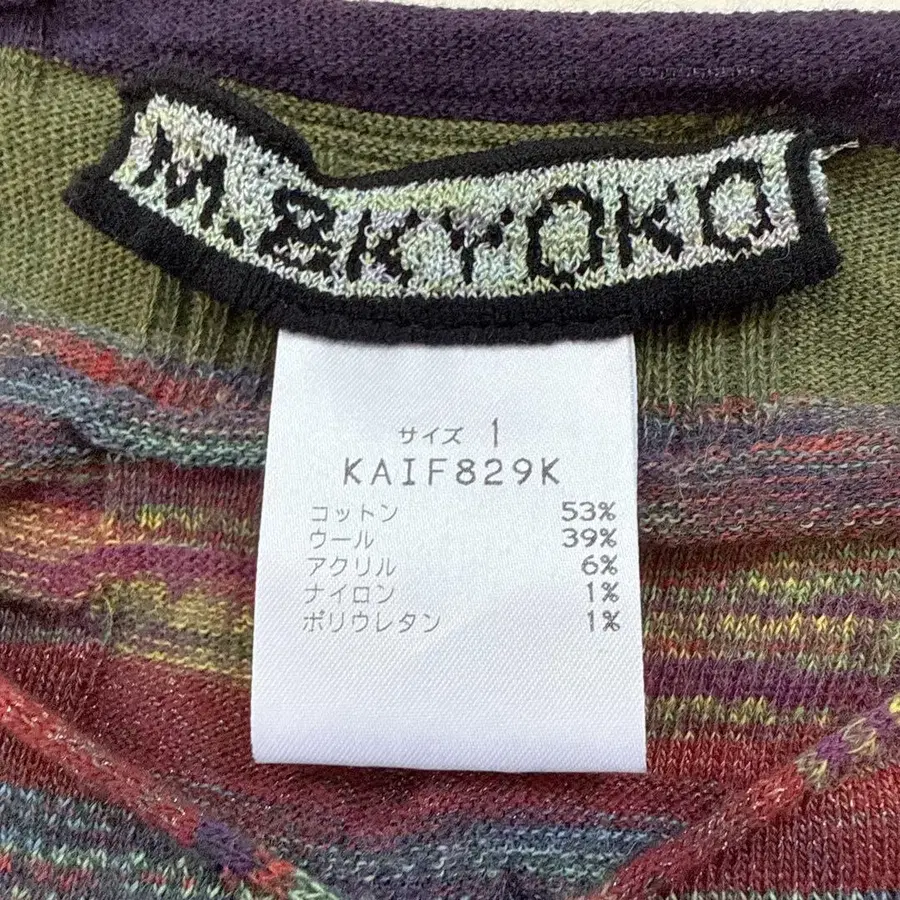 M.&KYOKO
サイズ 1
KAIF829K
コットン 53%
ウール 39%
アクリル 6%
ナイロン 1%
ポリウレタン 1%